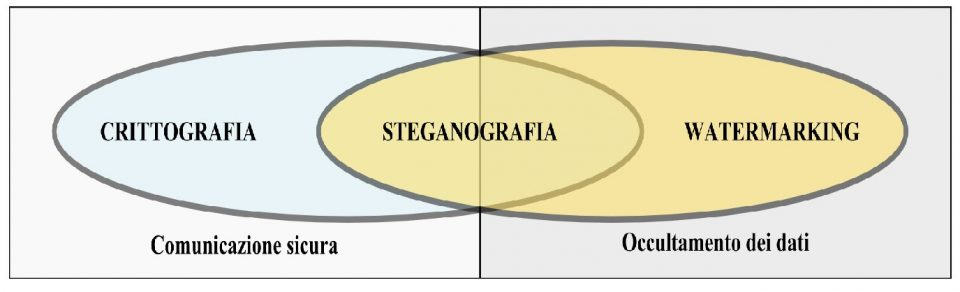 CRITTOGRAFIA STEGANOGRAFIA WATERMARKING
Comunicazione sicura Occultamento dei dati